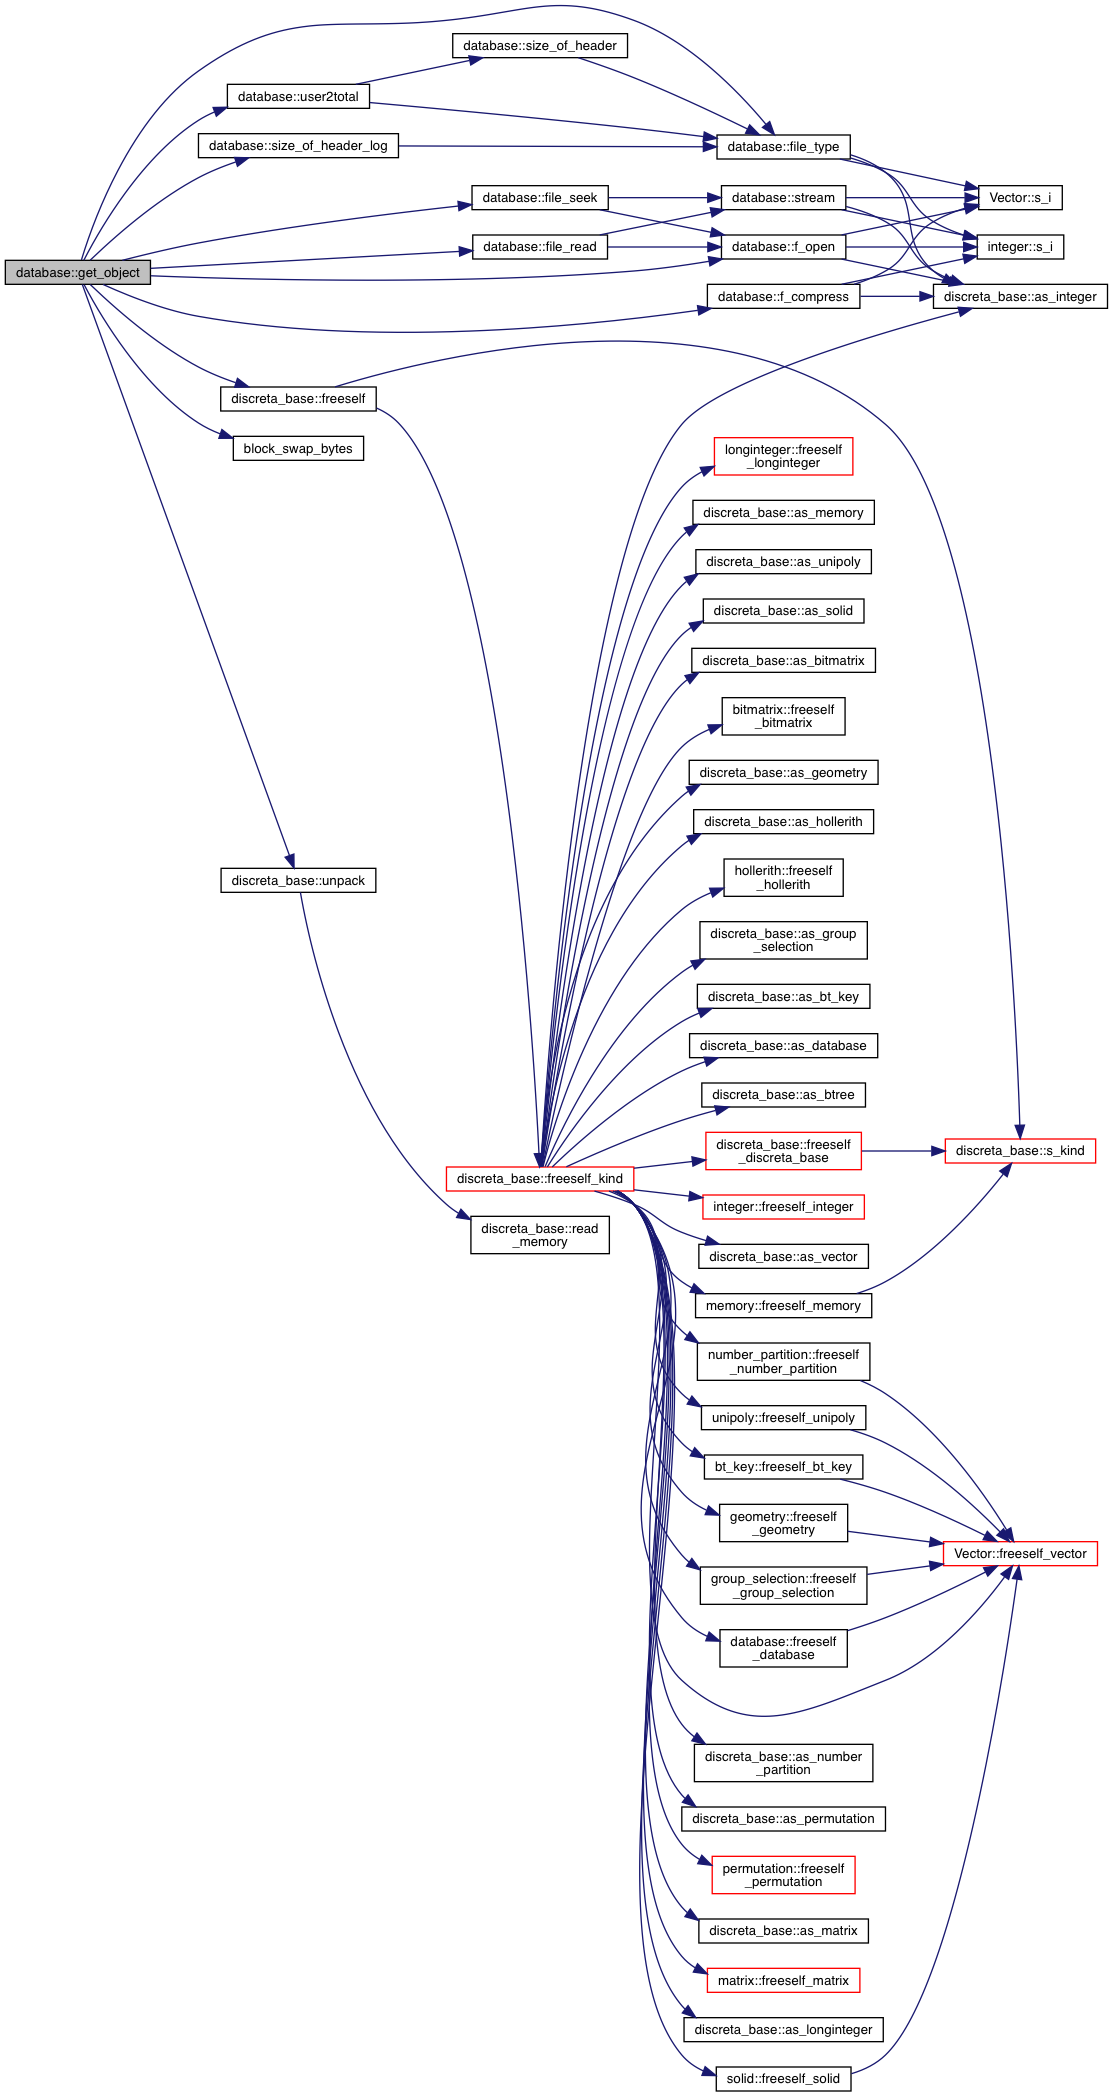 database::size_of_header
database::user2total
database::size_of_header_log
database::file_type
database::file_seek
database::stream
Vector::s_i
database::file_read
database::f_open
integer::s_i
database::get_object
database::f_compress
discreta_base::as_integer
discreta_base::freeself
block_swap_bytes
longinteger::freeself
_longinteger
discreta_base::as_memory
discreta_base::as_unipoly
discreta_base::as_solid
discreta_base::as_bitmatrix
bitmatrix::freeself
_bitmatrix
discreta_base::as_geometry
discreta_base::as_hollerith
hollerith::freeself
_hollerith
discreta_base::unpack
discreta_base::as_group
_selection
discreta_base::as_bt_key
discreta_base::as_database
discreta_base::as_btree
discreta_base::freeself
_discreta_base
discreta_base::s_kind
discreta_base::freeself_kind
integer::freeself_integer
discreta_base::read
_memory
discreta_base::as_vector
memory::freeself_memory
number_partition::freeself
_number_partition
unipoly::freeself_unipoly
bt_key::freeself_bt_key
geometry::freeself
_geometry
Vector::freeself_vector
group_selection::freeself
_group_selection
database::freeself
_database
discreta_base::as_number
_partition
discreta_base::as_permutation
permutation::freeself
_permutation
discreta_base::as_matrix
matrix::freeself_matrix
discreta_base::as_longinteger
solid::freeself_solid